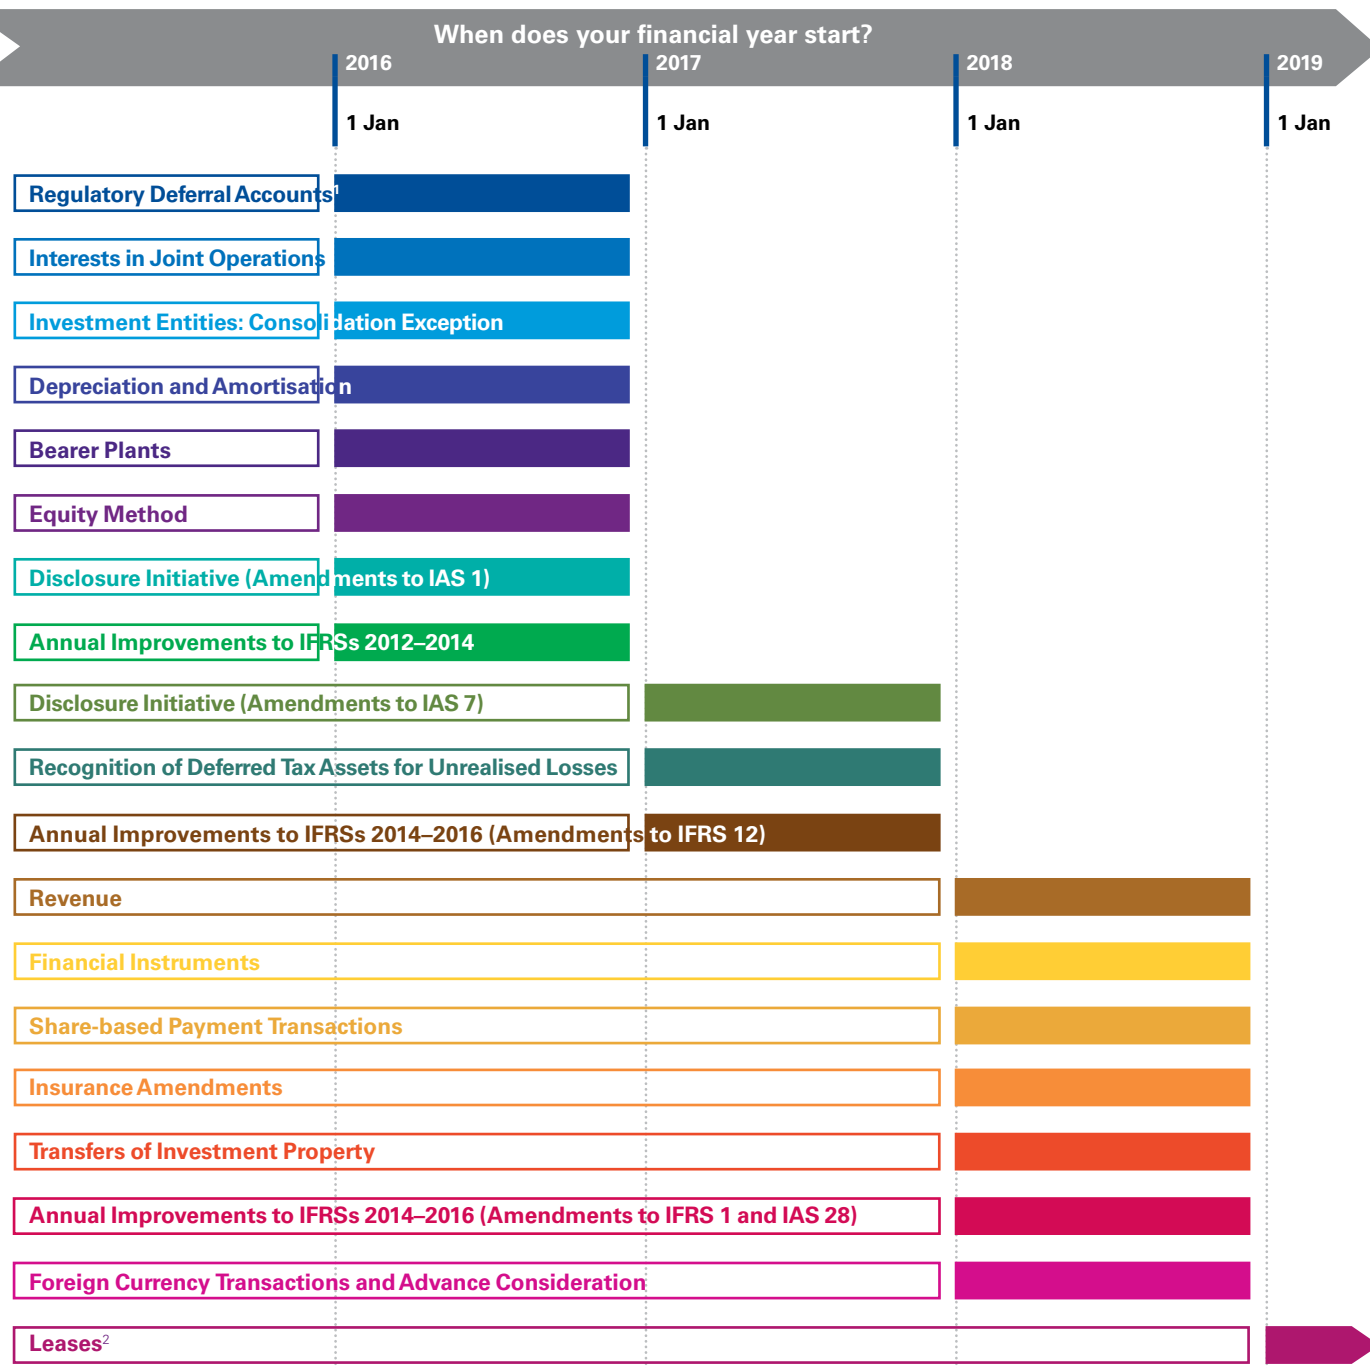 When does your financial year start?
2016 2017 2018 2019
1 Jan 1 Jan 1 Jan 1 Jan
Regulatory Deferral Accounts¹
Interests in Joint Operations
Investment Entities: Consolidation Exception
Depreciation and Amortisation
Bearer Plants
Equity Method
Disclosure Initiative (Amendments to IAS 1)
Annual Improvements to IFRSs 2012–2014
Disclosure Initiative (Amendments to IAS 7)
Recognition of Deferred Tax Assets for Unrealised Losses
Annual Improvements to IFRSs 2014–2016 (Amendments to IFRS 12)
Revenue
Financial Instruments
Share-based Payment Transactions
Insurance Amendments
Transfers of Investment Property
Annual Improvements to IFRSs 2014–2016 (Amendments to IFRS 1 and IAS 28)
Foreign Currency Transactions and Advance Consideration
Leases²